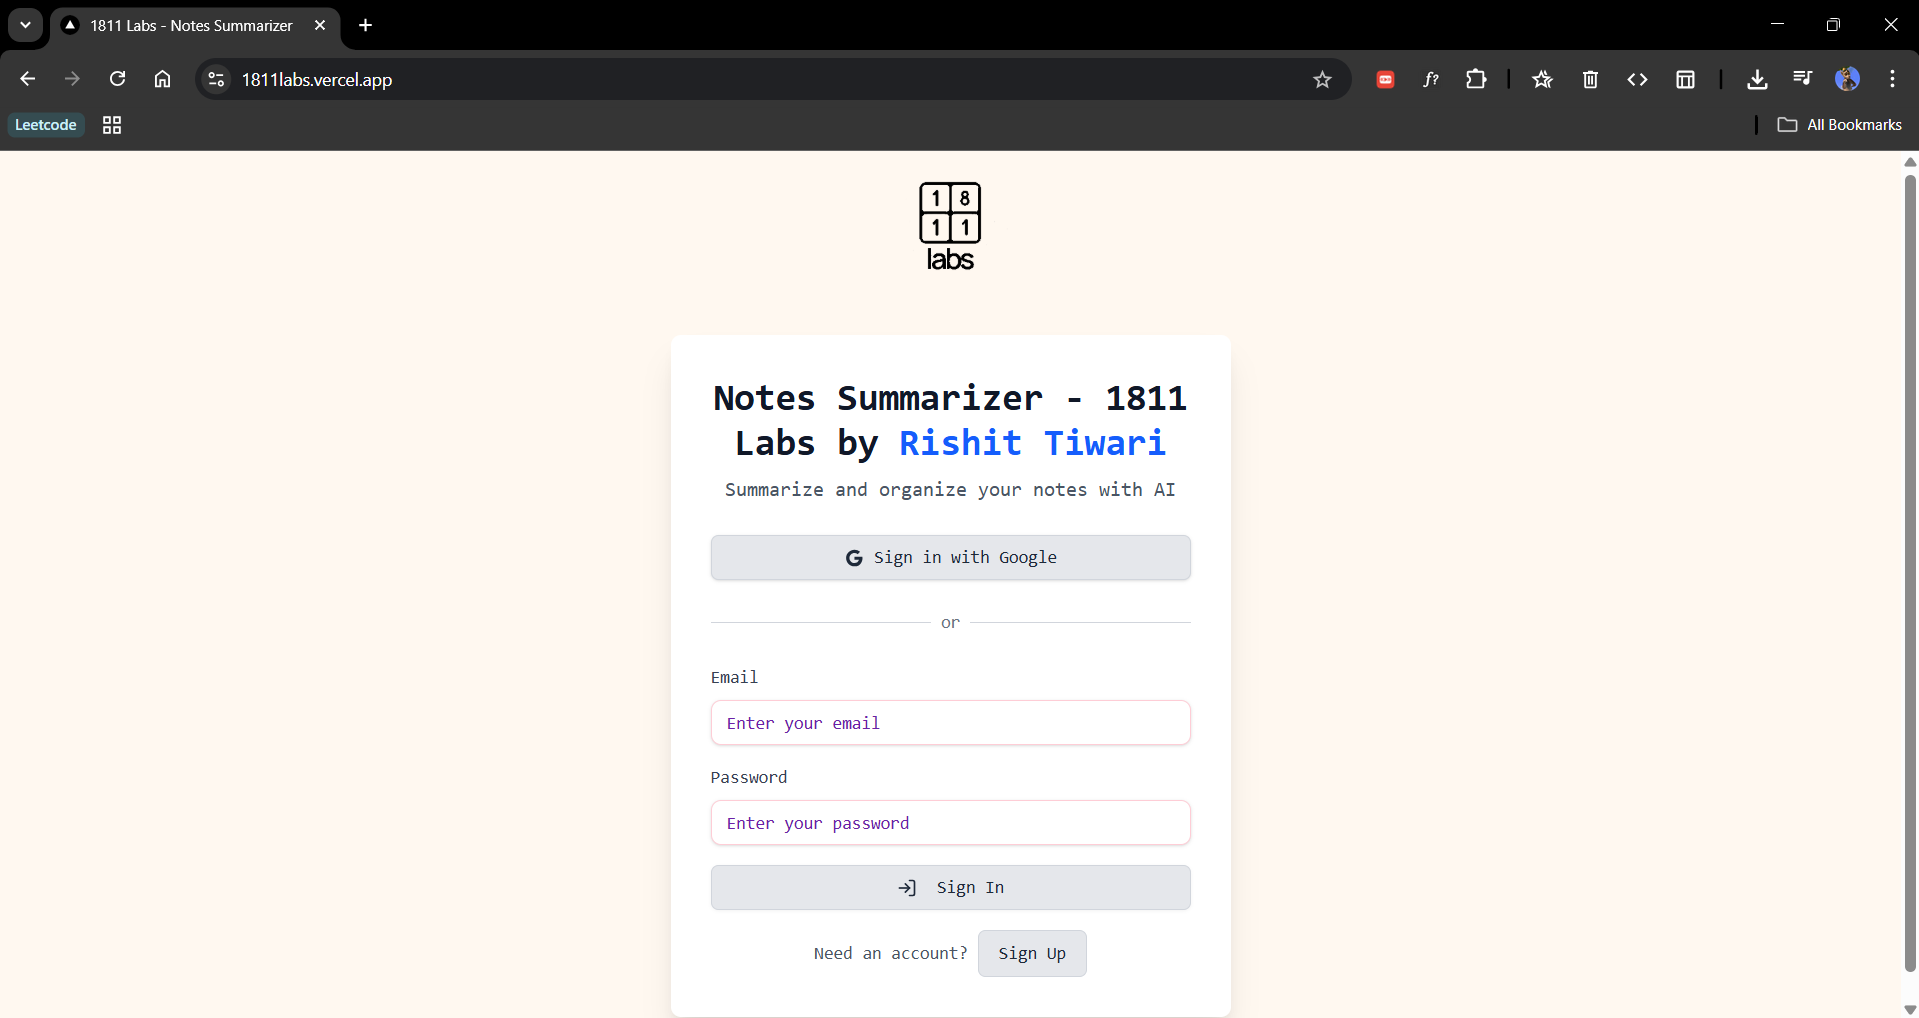 1811 Labs - Notes Summarizer
1811labs.vercel.app
f?
Leetcode
All Bookmarks
1 8
1 1
labs
Notes Summarizer - 1811
Labs by Rishit Tiwari
Summarize and organize your notes with AI
G Sign in with Google
or
Email
Enter your email
Password
Enter your password
Sign In
Need an account? Sign Up